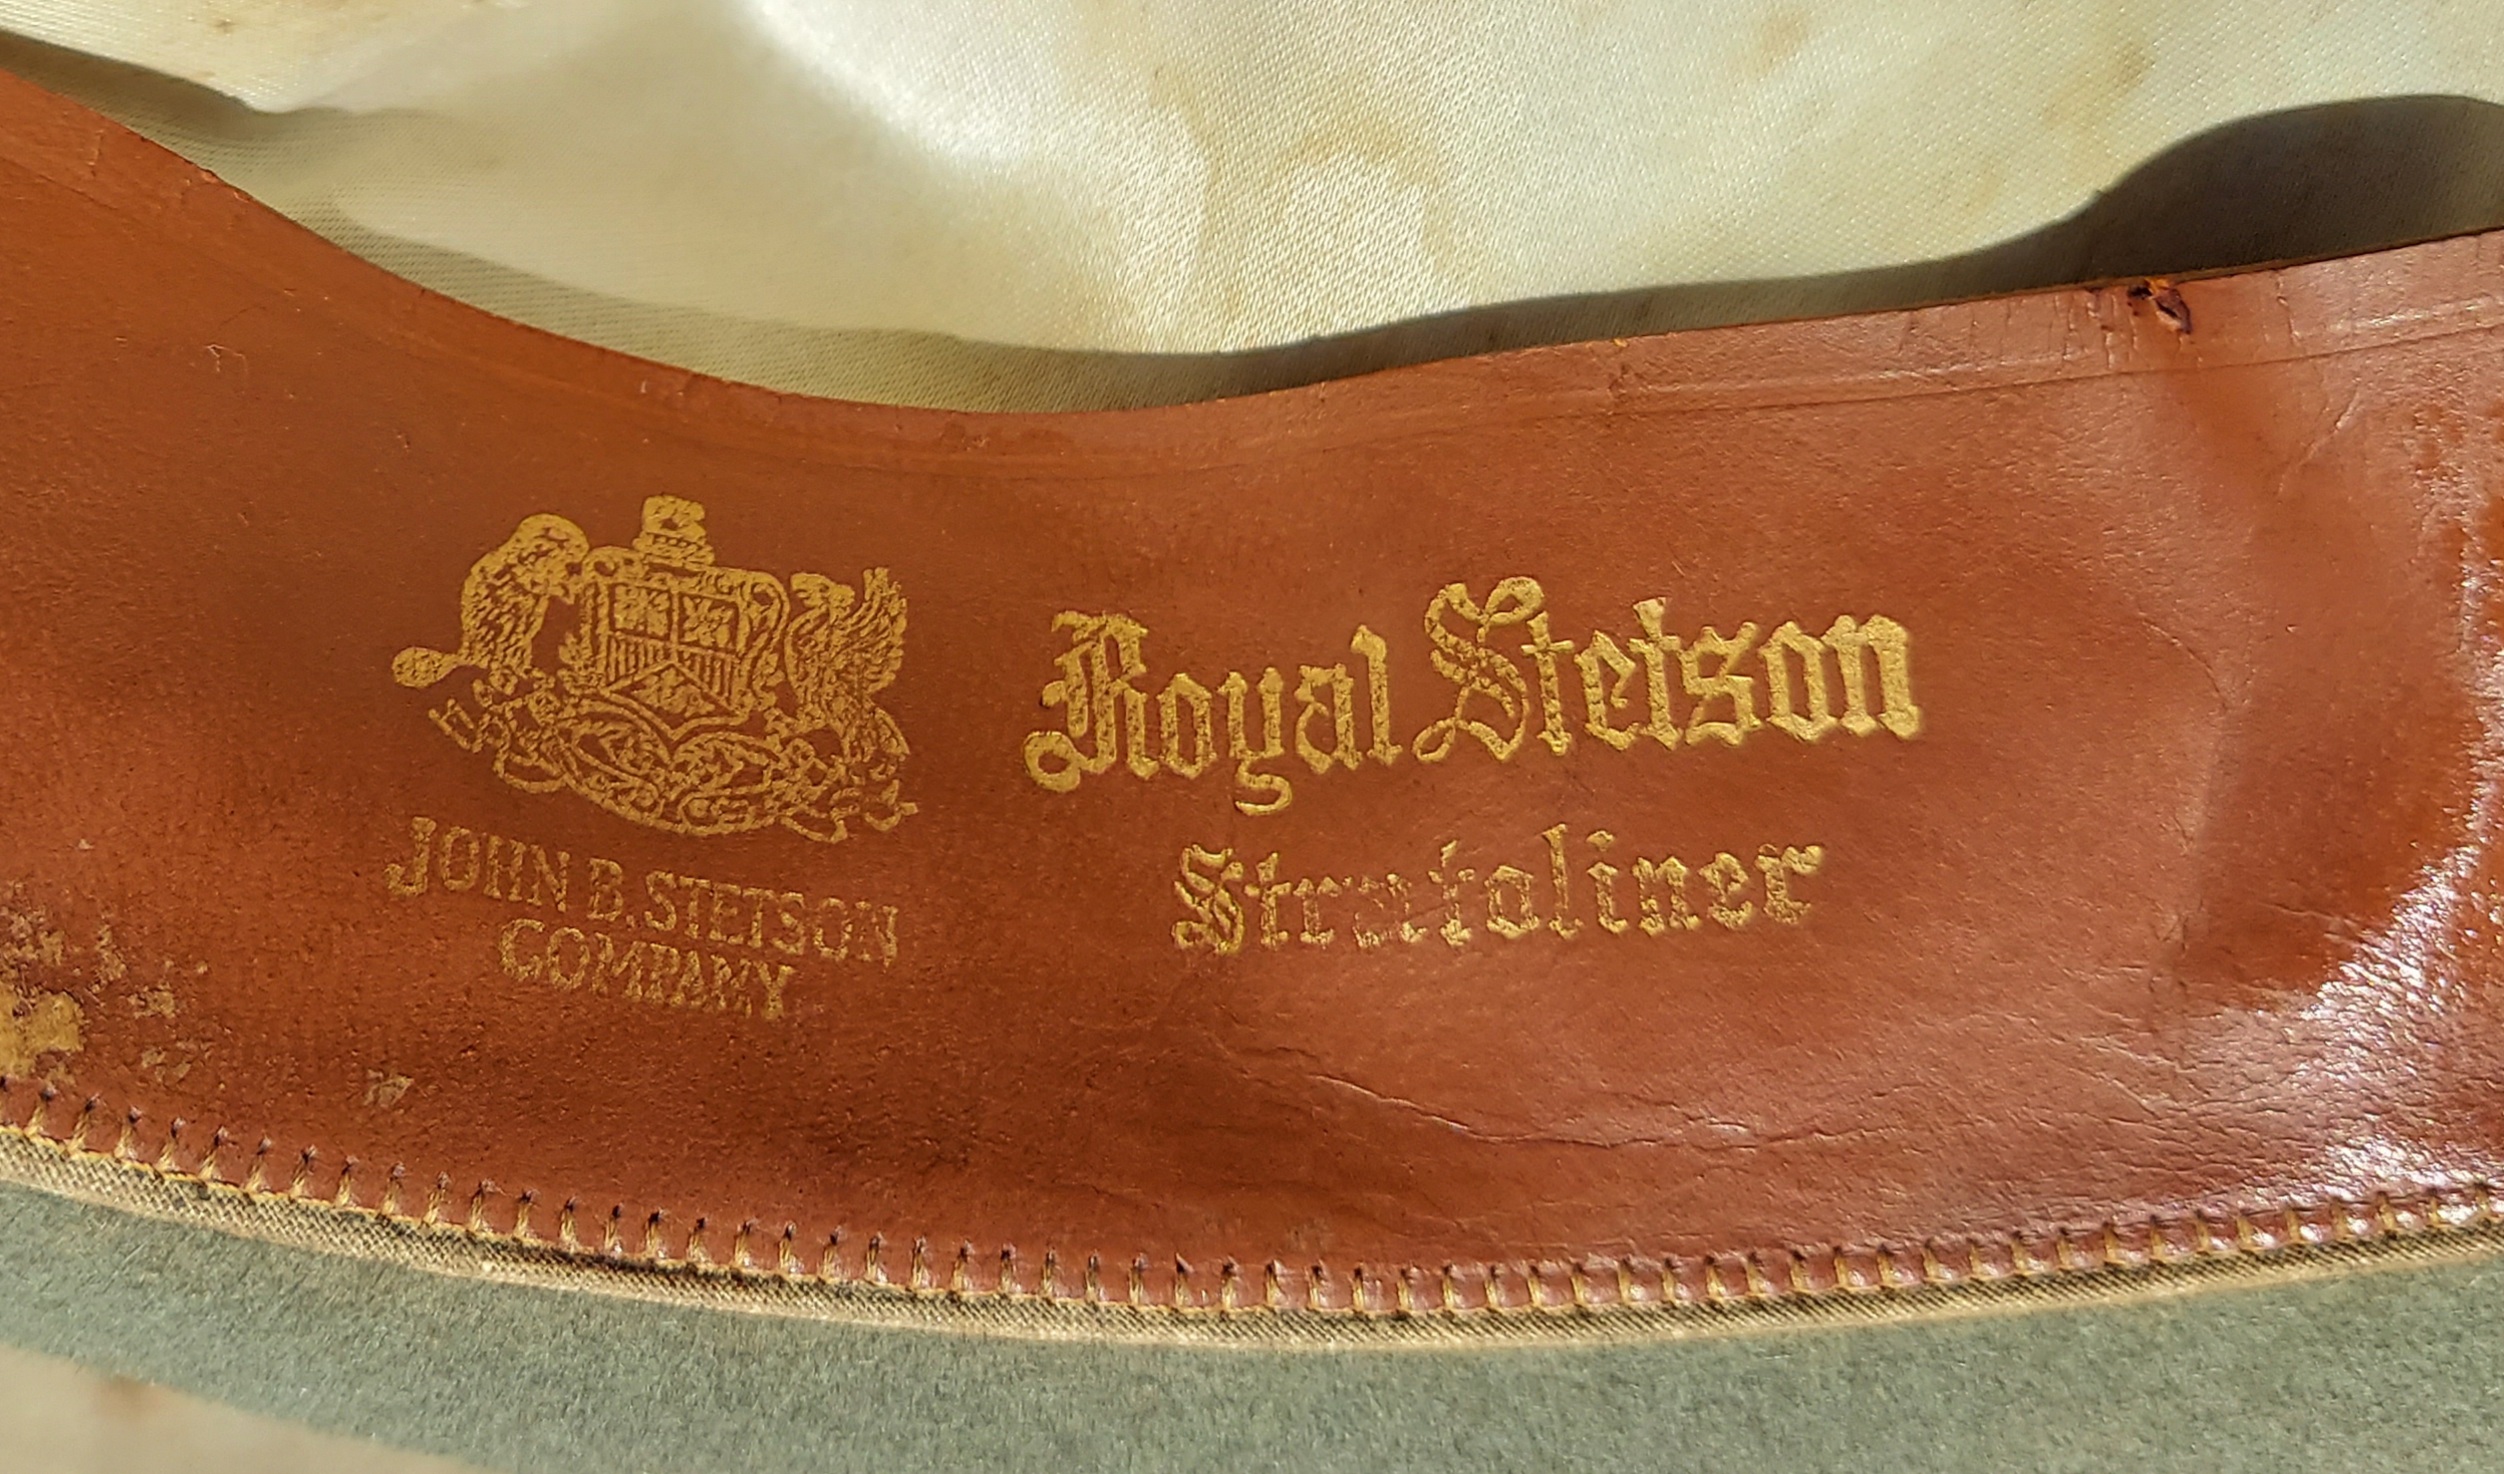 JOHN B. STETSON
COMPANY
Royal Stetson
Stratoliner